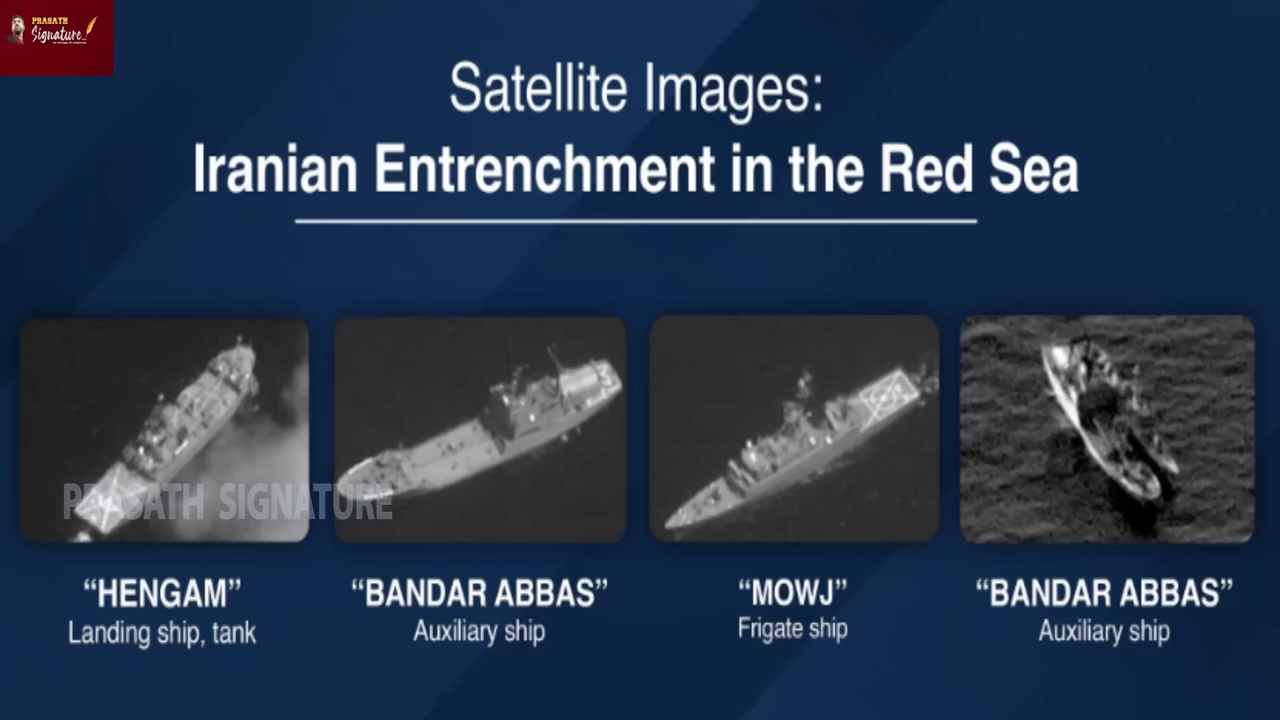 PRASATH
Signature
Satellite Images:
Iranian Entrenchment in the Red Sea
PRASATH SIGNATURE
“HENGAM”
Landing ship, tank
“BANDAR ABBAS”
Auxiliary ship
“MOWJ”
Frigate ship
“BANDAR ABBAS”
Auxiliary ship